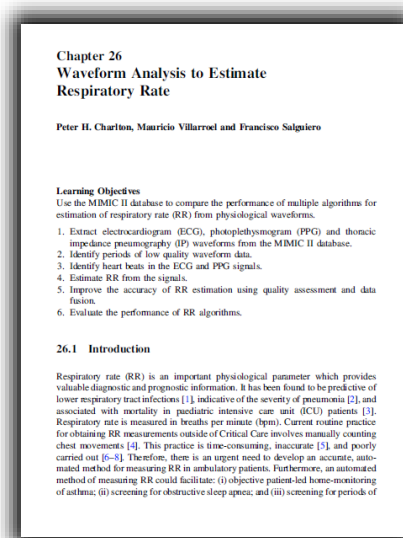 Chapter 26
Waveform Analysis to Estimate
Respiratory Rate
Peter H. Charlton, Mauricio Villarroel and Francisco Salguiero
Learning Objectives
Use the MIMIC II database to compare the performance of multiple algorithms for
estimation of respiratory rate (RR) from physiological waveforms.
1. Extract electrocardiogram (ECG), photoplethysmogram (PPG) and thoracic
impedance pneumography (IP) waveforms from the MIMIC II database.
2. Identify periods of low quality waveform data.
3. Identify heart beats in the ECG and PPG signals.
4. Estimate RR from the signals.
5. Improve the accuracy of RR estimation using quality assessment and data
fusion.
6. Evaluate the performance of RR algorithms.
26.1 Introduction
Respiratory rate (RR) is an important physiological parameter which provides
valuable diagnostic and prognostic information. It has been found to be predictive of
lower respiratory tract infections [1], indicative of the severity of pneumonia [2], and
associated with mortality in paediatric intensive care unit (ICU) patients [3].
Respiratory rate is measured in breaths per minute (bpm). Current routine practice
for obtaining RR measurements outside of Critical Care involves manually counting
chest movements [4]. This practice is time-consuming, inaccurate [5], and poorly
carried out [6–8]. Therefore, there is an urgent need to develop an accurate, auto-
mated method for measuring RR in ambulatory patients. Furthermore, an automated
method of measuring RR could facilitate: (i) objective patient-led home-monitoring
of asthma; (ii) screening for obstructive sleep apnea; and (iii) screening for periods of